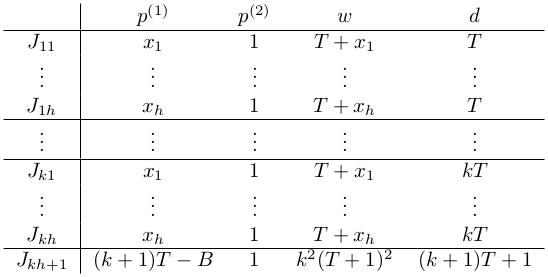 p^{(1)} p^{(2)} w d
J_{11} x_1 1 T + x_1 T
⋮ ⋮ ⋮ ⋮ ⋮
J_{1h} x_h 1 T + x_h T
⋮ ⋮ ⋮ ⋮ ⋮
J_{k1} x_1 1 T + x_1 kT
⋮ ⋮ ⋮ ⋮ ⋮
J_{kh} x_h 1 T + x_h kT
J_{kh+1} (k + 1)T − B 1 k^2(T + 1)^2 (k + 1)T + 1